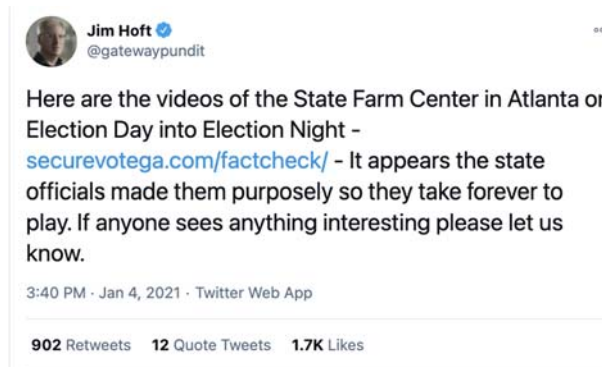 Jim Hoft
@gatewaypundit
Here are the videos of the State Farm Center in Atlanta or
Election Day into Election Night -
securevotega.com/factcheck/ - It appears the state
officials made them purposely so they take forever to
play. If anyone sees anything interesting please let us
know.
3:40 PM · Jan 4, 2021 · Twitter Web App
902 Retweets 12 Quote Tweets 1.7K Likes